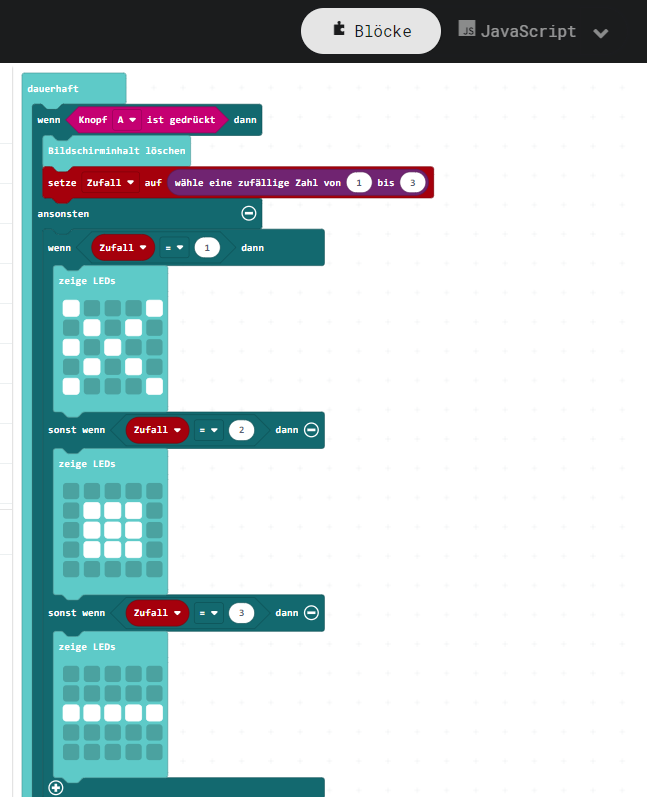 Blöcke JS JavaScript
dauerhaft
wenn Knopf A ist gedrückt dann
Bildschirminhalt löschen
setze Zufall auf wähle eine zufällige Zahl von 1 bis 3
ansonsten
wenn Zufall = 1 dann
zeige LEDs
sonst wenn Zufall = 2 dann
zeige LEDs
sonst wenn Zufall = 3 dann
zeige LEDs